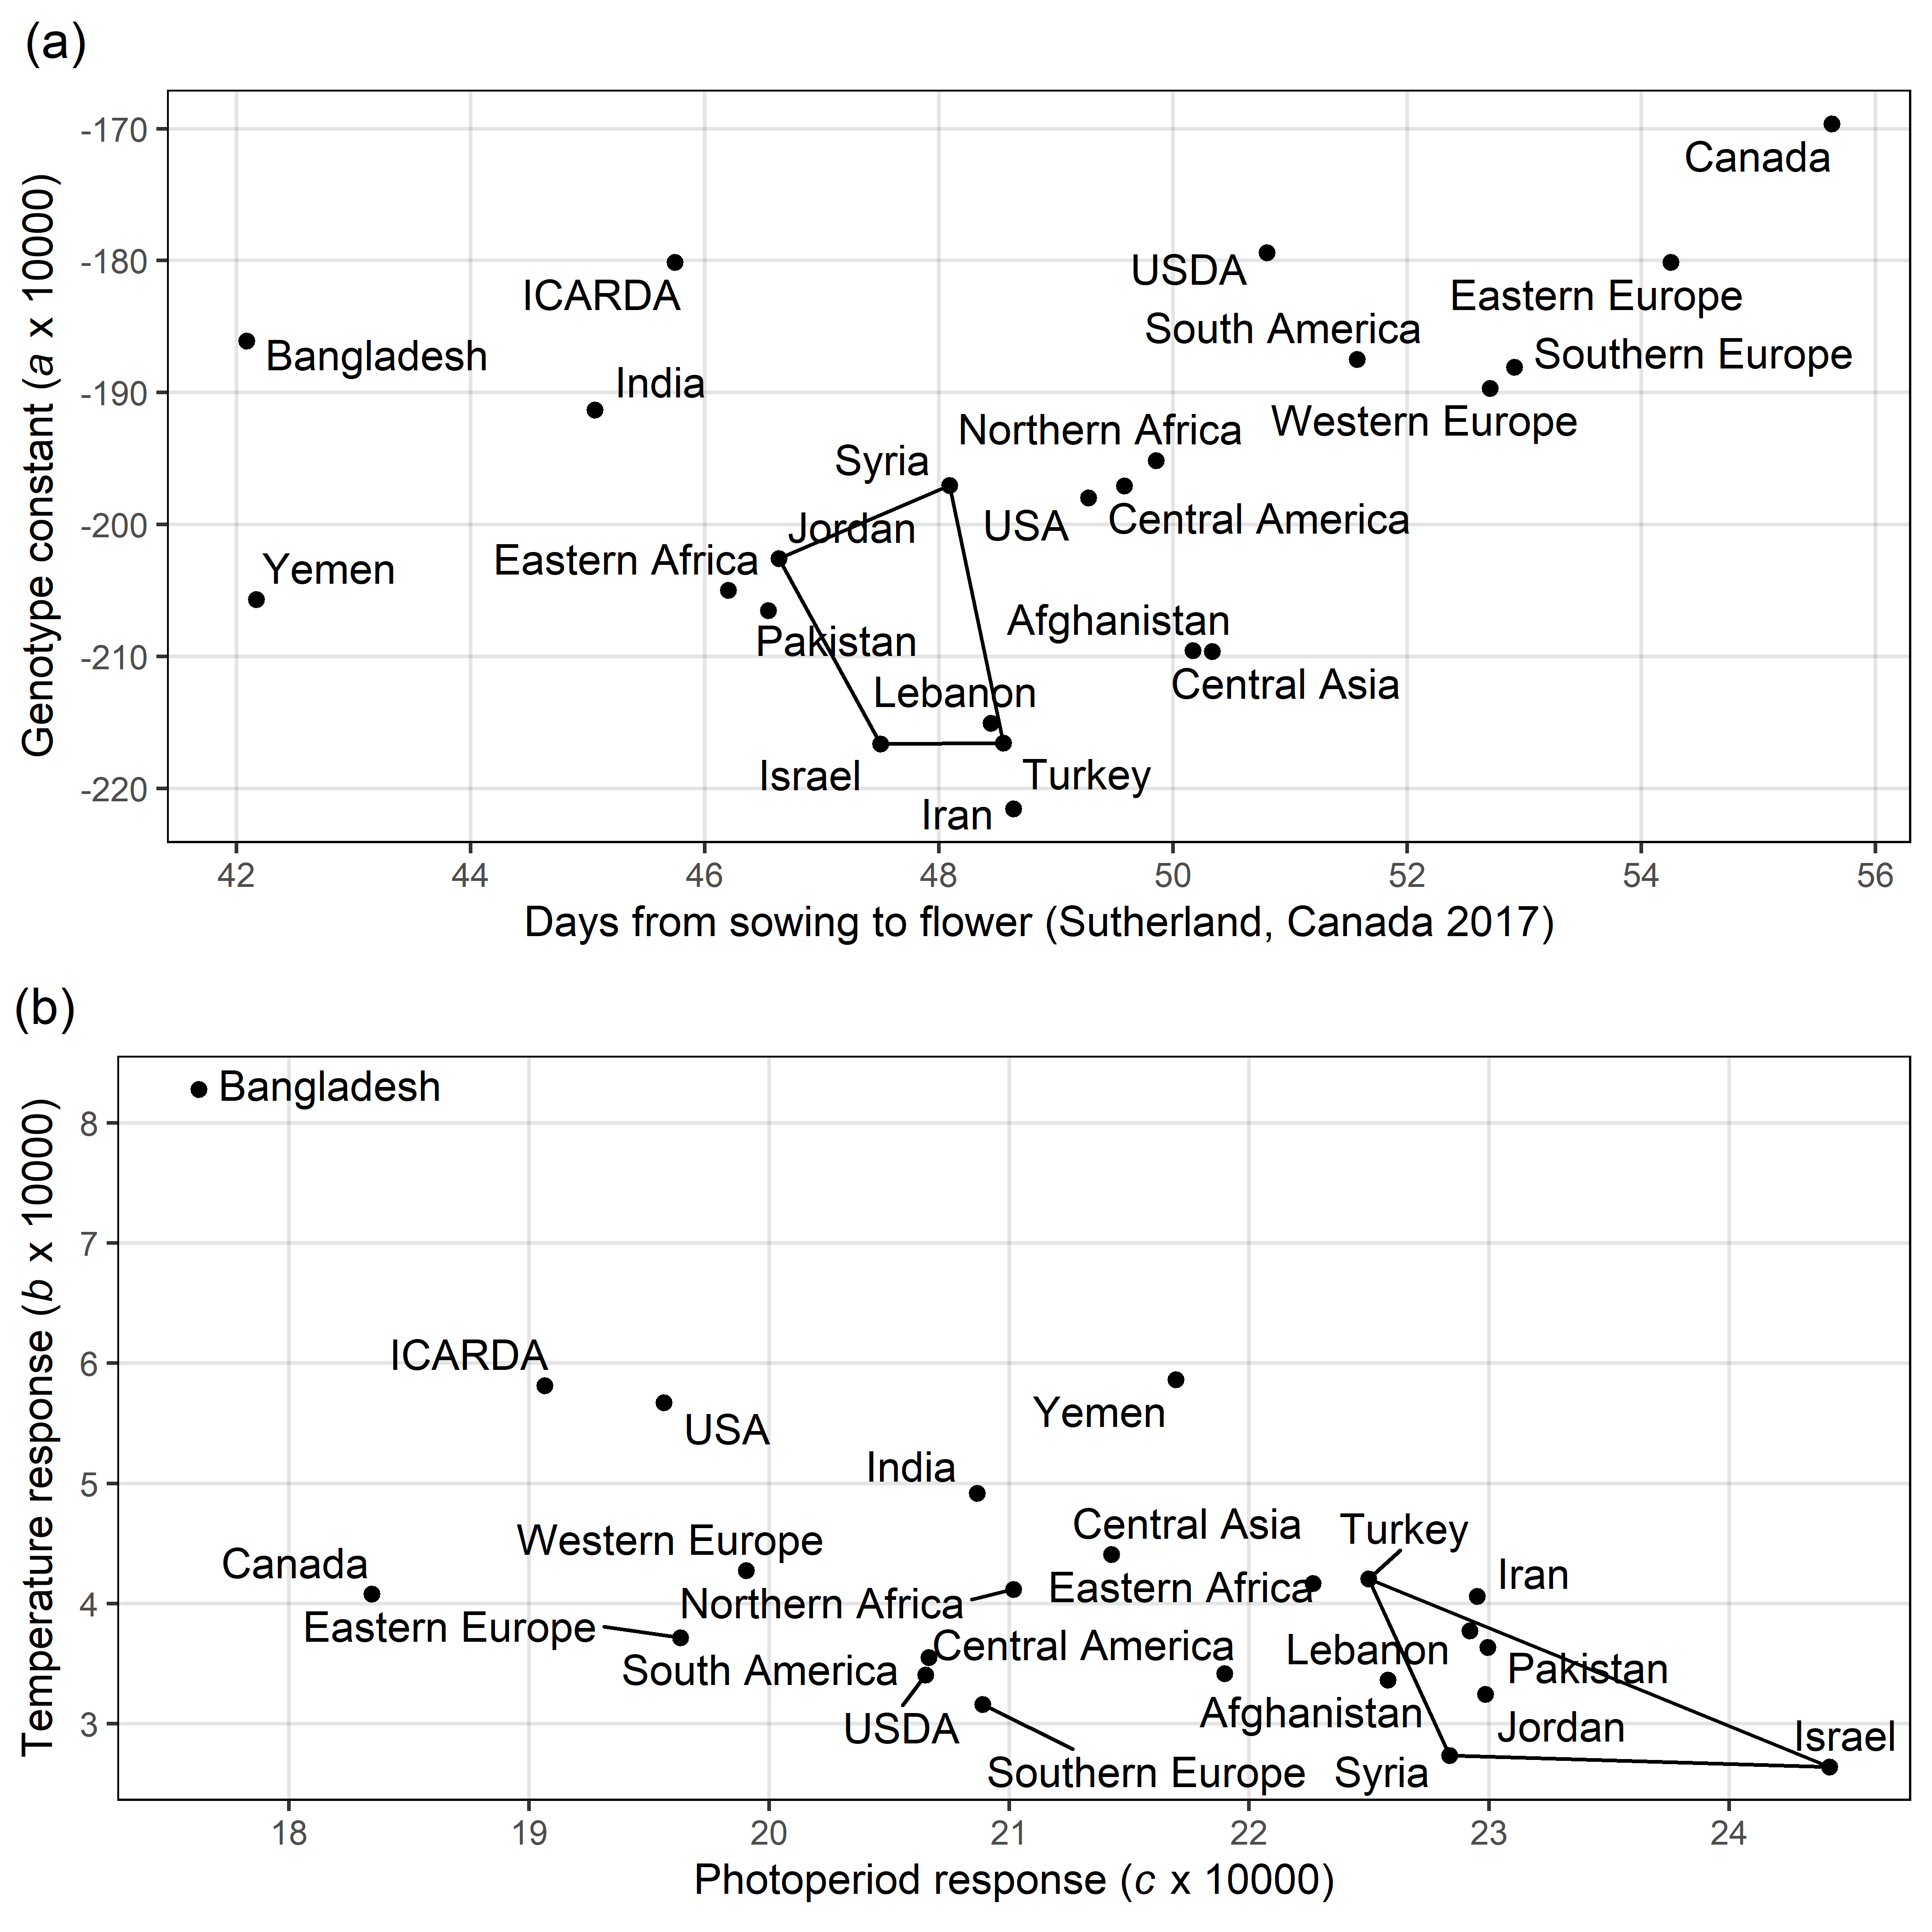 (a)
Genotype constant (a x 10000)
-170
-180
-190
-200
-210
-220
Canada
USDA
ICARDA
Eastern Europe
South America
Bangladesh
Southern Europe
India
Western Europe
Northern Africa
Syria
Central America
USA
Jordan
Eastern Africa
Yemen
Afghanistan
Pakistan
Central Asia
Lebanon
Israel
Turkey
Iran
42 44 46 48 50 52 54 56
Days from sowing to flower (Sutherland, Canada 2017)
(b)
Temperature response (b x 10000)
8
7
6
5
4
3
Bangladesh
ICARDA
Yemen
USA
India
Central Asia
Turkey
Western Europe
Canada
Iran
Eastern Africa
Northern Africa
Eastern Europe
Central America
Lebanon
South America
Pakistan
Afghanistan
USDA
Jordan
Israel
Southern Europe
Syria
18 19 20 21 22 23 24
Photoperiod response (c x 10000)